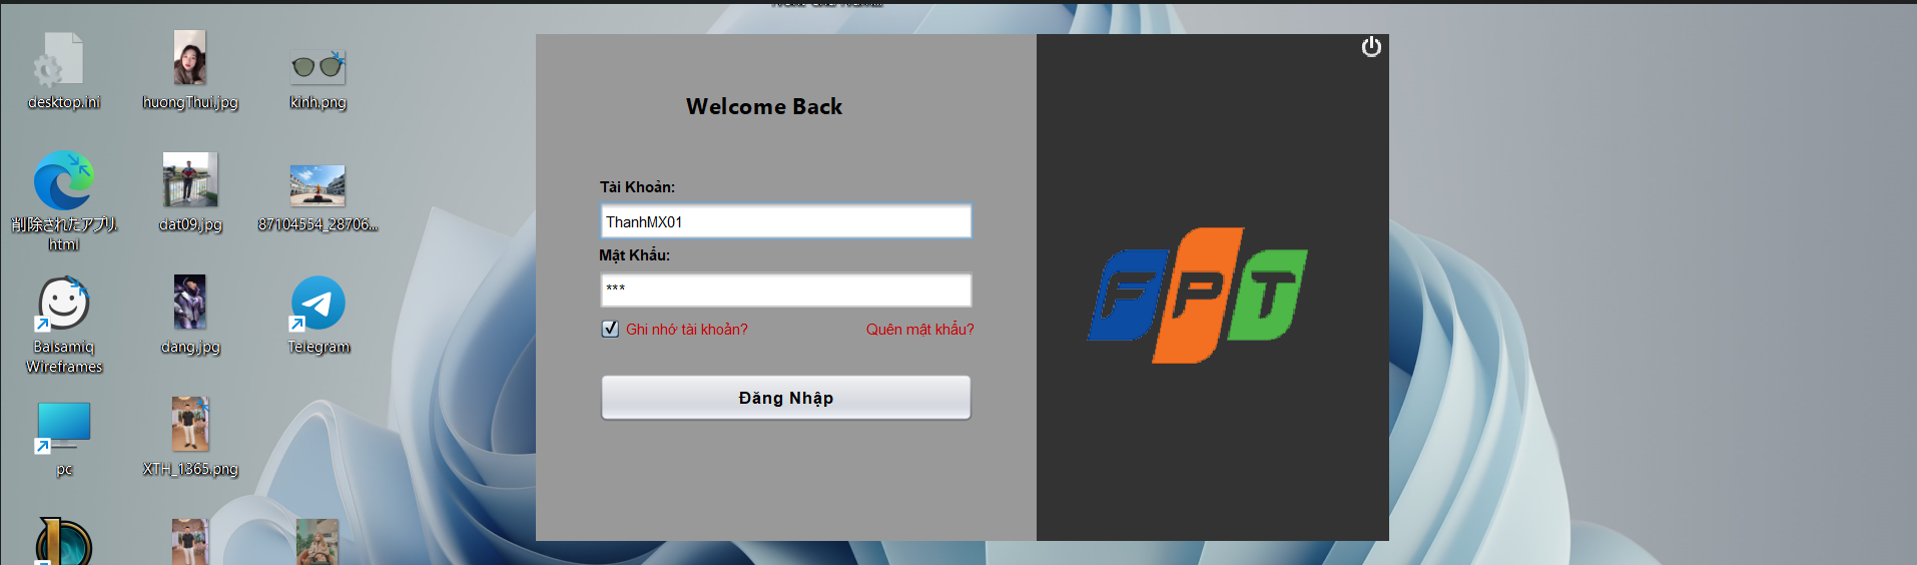 desktop.ini
huongThui.jpg
kinh.png
削除されたアプリ.
html
dat09.jpg
87104554_28706...
Balsamiq
Wireframes
dang.jpg
Telegram
pc
XTH_1365.png
Welcome Back
Tài Khoản:
ThanhMX01
Mật Khẩu:
***
Ghi nhớ tài khoản?
Quên mật khẩu?
Đăng Nhập
FPT